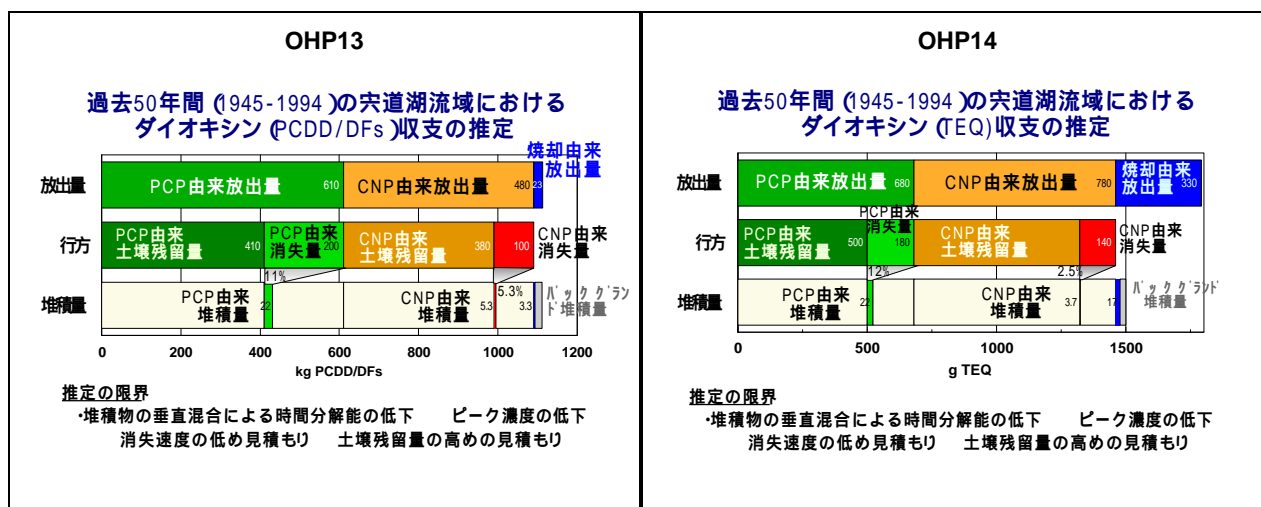 OHP13
過去50年間 (1945-1994)の宍道湖流域における
ダイオキシン (PCDD/DFs)収支の推定
焼却由来
放出量
放出量
PCP由来放出量 610
CNP由来放出量 480
23
行方
PCP由来
土壌残留量 410
PCP由来
消失量 200
CNP由来
土壌残留量 380
100
CNP由来
消失量
11%
5.3%
堆積量
PCP由来
堆積量
22
CNP由来
堆積量
5.3
3.3
バックグラン
ド堆積量
0 200 400 600 800 1000 1200
kg PCDD/DFs
推定の限界
・堆積物の垂直混合による時間分解能の低下 ピーク濃度の低下
消失速度の低め見積もり 土壌残留量の高めの見積もり
OHP14
過去50年間 (1945-1994)の宍道湖流域における
ダイオキシン (TEQ)収支の推定
放出量
PCP由来放出量 680
CNP由来放出量 780
焼却由来
放出量 330
行方
PCP由来
土壌残留量 500
PCP由来
消失量
180
CNP由来
土壌残留量
140
CNP由来
消失量
12%
2.5%
堆積量
PCP由来
堆積量
22
CNP由来
堆積量
3.7
17
バックグランド
堆積量
0 500 1000 1500
g TEQ
推定の限界
・堆積物の垂直混合による時間分解能の低下 ピーク濃度の低下
消失速度の低め見積もり 土壌残留量の高めの見積もり